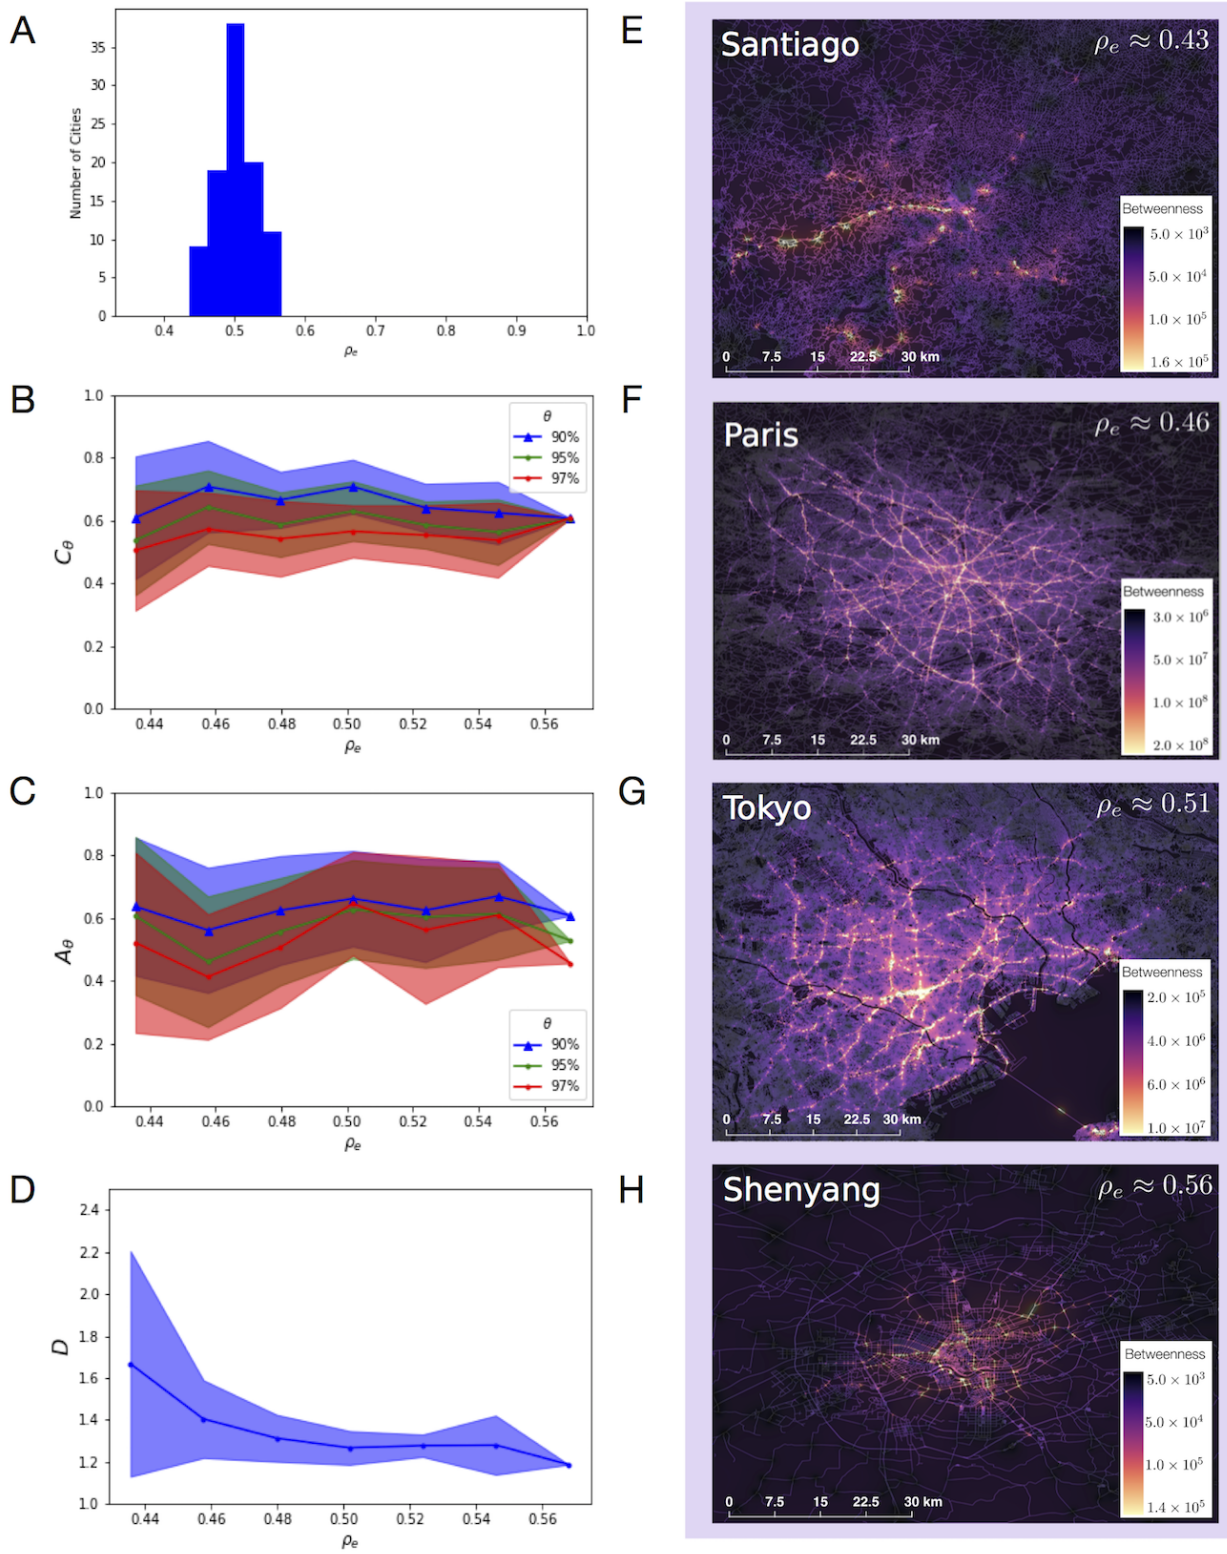 A
35
30
25
20
15
10
5
0
Number of Cities
0.4 0.5 0.6 0.7 0.8 0.9 1.0
ρₑ
B
1.0
0.8
0.6
0.4
0.2
0.0
C_θ
θ
90%
95%
97%
0.44 0.46 0.48 0.50 0.52 0.54 0.56
ρₑ
C
1.0
0.8
0.6
0.4
0.2
0.0
A_θ
θ
90%
95%
97%
0.44 0.46 0.48 0.50 0.52 0.54 0.56
ρₑ
D
2.4
2.2
2.0
1.8
1.6
1.4
1.2
1.0
D
0.44 0.46 0.48 0.50 0.52 0.54 0.56
ρₑ
E
Santiago
ρₑ ≈ 0.43
Betweenness
5.0 × 10³
5.0 × 10⁴
1.0 × 10⁵
1.6 × 10⁵
0 7.5 15 22.5 30 km
F
Paris
ρₑ ≈ 0.46
Betweenness
3.0 × 10⁶
5.0 × 10⁷
1.0 × 10⁸
2.0 × 10⁸
0 7.5 15 22.5 30 km
G
Tokyo
ρₑ ≈ 0.51
Betweenness
2.0 × 10⁵
4.0 × 10⁶
6.0 × 10⁶
1.0 × 10⁷
0 7.5 15 22.5 30 km
H
Shenyang
ρₑ ≈ 0.56
Betweenness
5.0 × 10³
5.0 × 10⁴
1.0 × 10⁵
1.4 × 10⁵
0 7.5 15 22.5 30 km